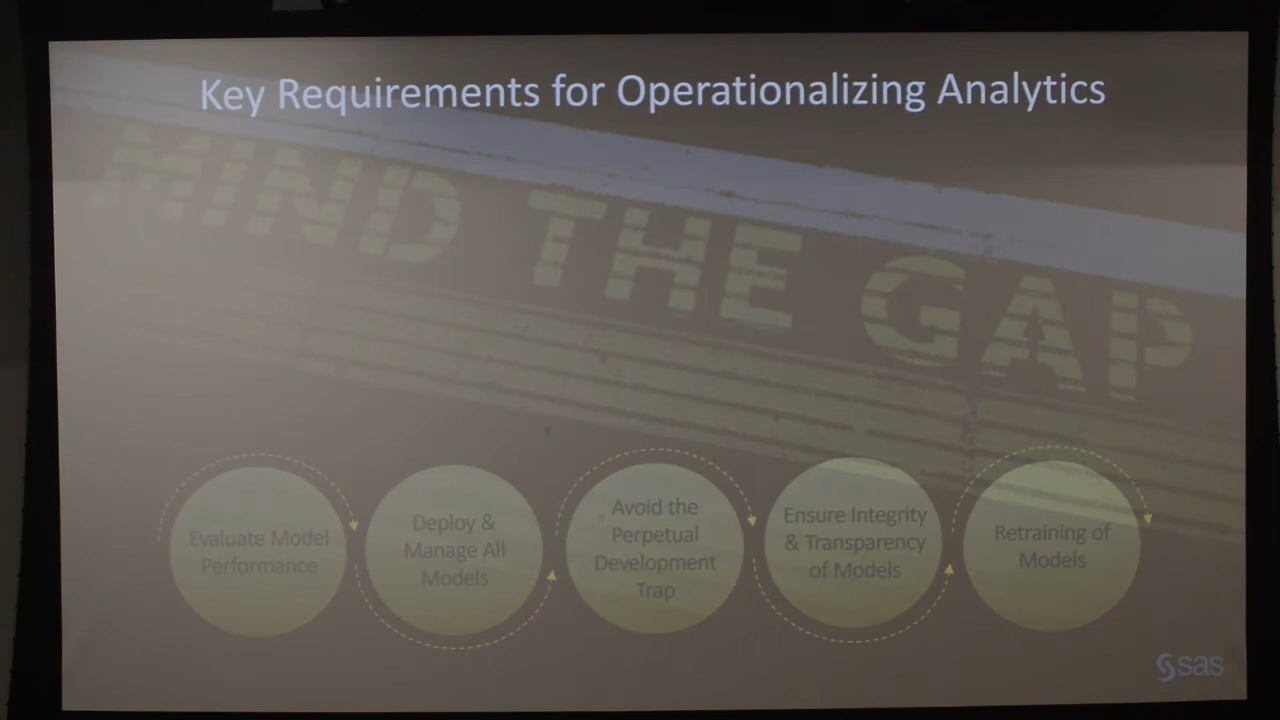 Key Requirements for Operationalizing Analytics
MIND THE GAP
Evaluate Model
Performance
Deploy &
Manage All
Models
Avoid the
Perpetual
Development
Trap
Ensure Integrity
& Transparency
of Models
Retraining of
Models
sas